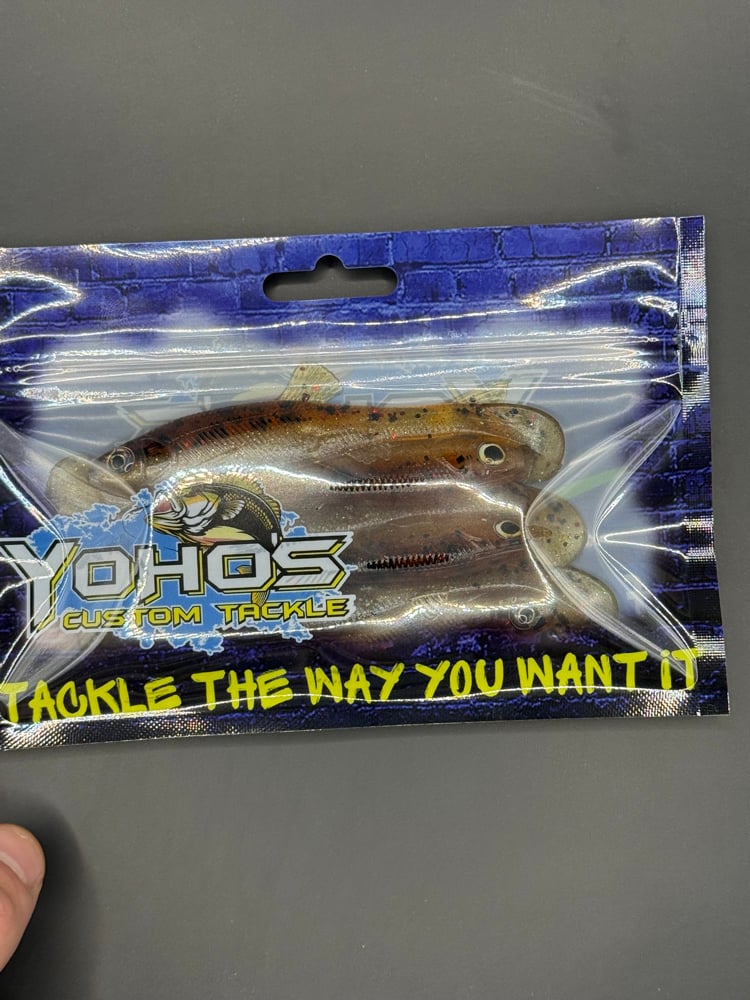 YOHO'S
CUSTOM TACKLE
TACKLE THE WAY YOU WANT iT